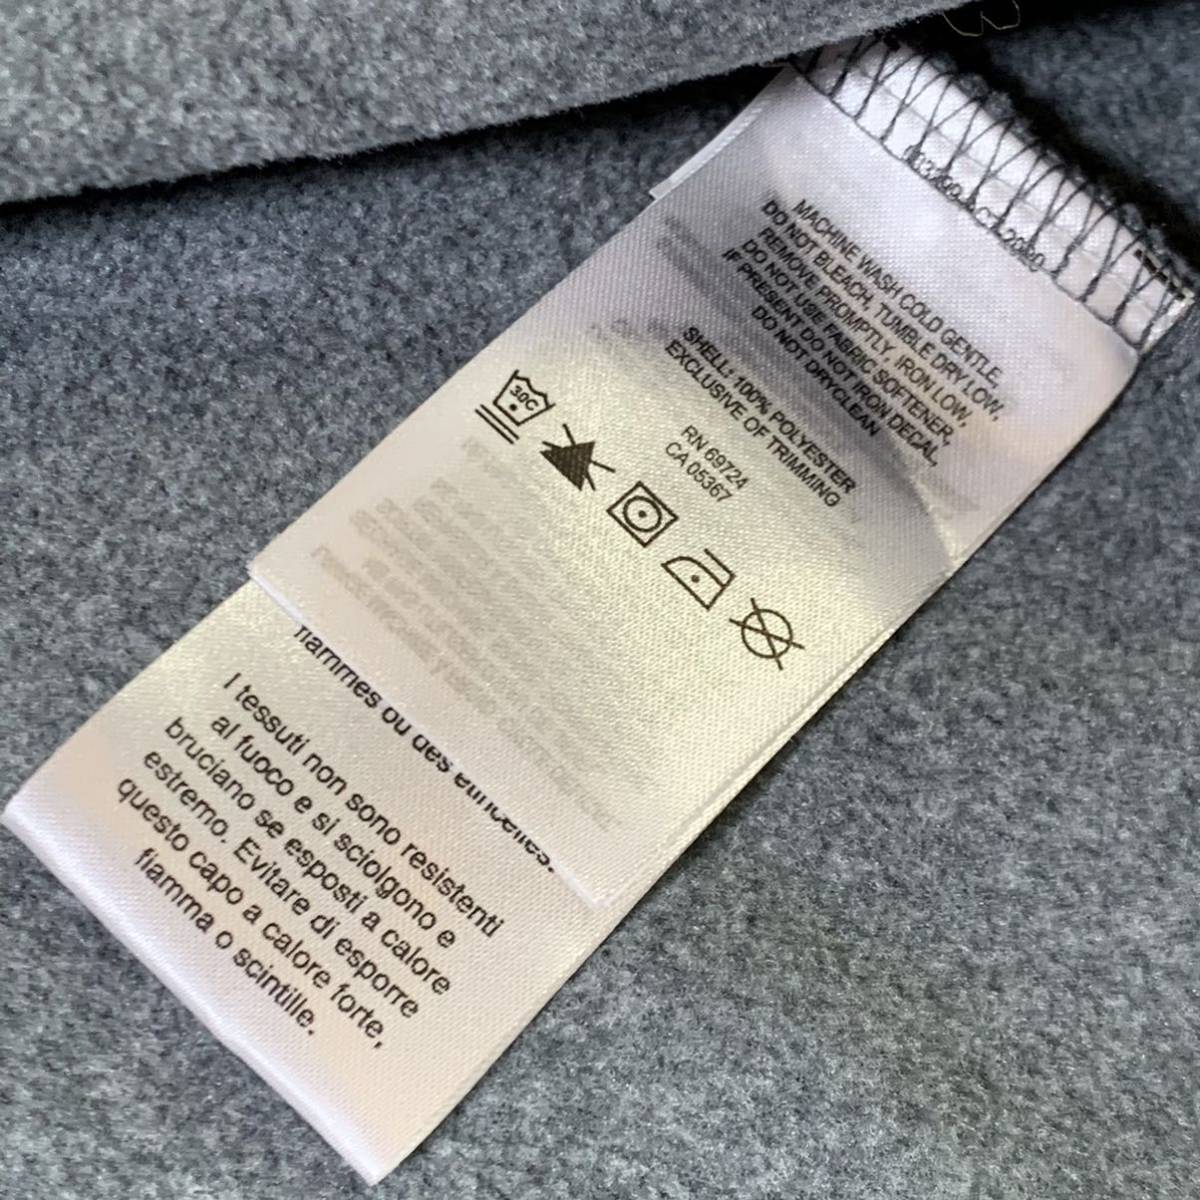 MACHINE WASH COLD GENTLE,
DO NOT BLEACH, TUMBLE DRY LOW,
REMOVE PROMPTLY, IRON LOW,
DO NOT USE FABRIC SOFTENER,
IF PRESENT DO NOT IRON DECAL,
DO NOT DRYCLEAN
SHELL: 100% POLYESTER
EXCLUSIVE OF TRIMMING
RN 69724
CA 05367
30C
fiammes ou des étincelles.
I tessuti non sono resistenti
al fuoco e si sciolgono e
bruciano se esposti a calore
estremo. Evitare di esporre
questo capo a calore forte,
fiamma o scintille.